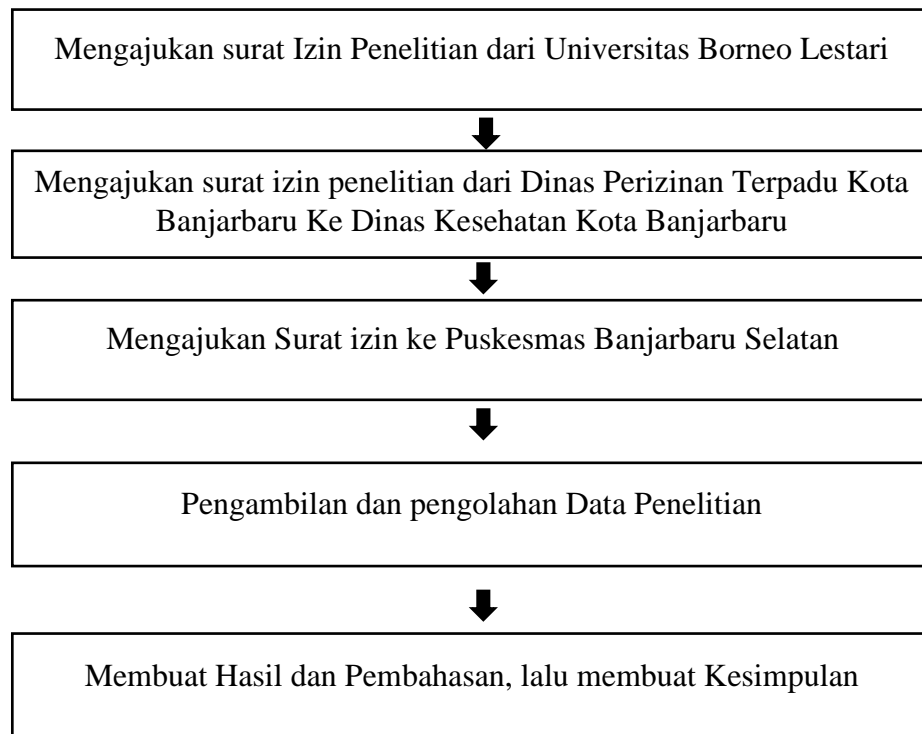 Mengajukan surat Izin Penelitian dari Universitas Borneo Lestari
Mengajukan surat izin penelitian dari Dinas Perizinan Terpadu Kota
Banjarbaru Ke Dinas Kesehatan Kota Banjarbaru
Mengajukan Surat izin ke Puskesmas Banjarbaru Selatan
Pengambilan dan pengolahan Data Penelitian
Membuat Hasil dan Pembahasan, lalu membuat Kesimpulan